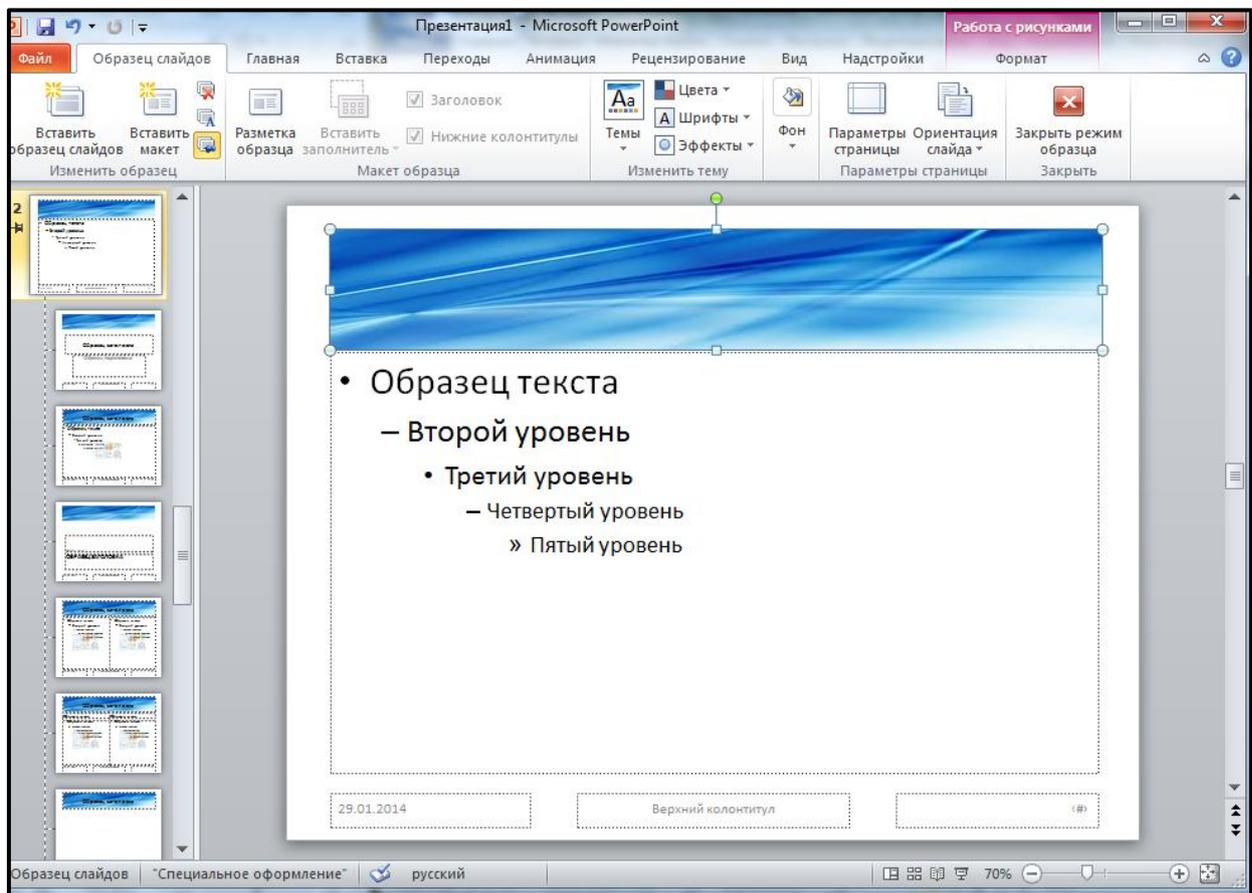 Презентация1 - Microsoft PowerPoint
Работа с рисунками
Файл Образец слайдов Главная Вставка Переходы Анимация Рецензирование Вид Надстройки Формат
Вставить образец слайдов
Вставить макет
Изменить образец
Разметка образца
Вставить заполнитель
Заголовок
Нижние колонтитулы
Макет образца
Aa
Темы
Цвета
А Шрифты
Эффекты
Изменить тему
Фон
Параметры страницы
Ориентация слайда
Параметры страницы
Закрыть режим образца
Закрыть
2
• Образец текста
– Второй уровень
• Третий уровень
– Четвертый уровень
» Пятый уровень
29.01.2014 Верхний колонтитул ‹#›
Образец слайдов "Специальное оформление" русский 70%